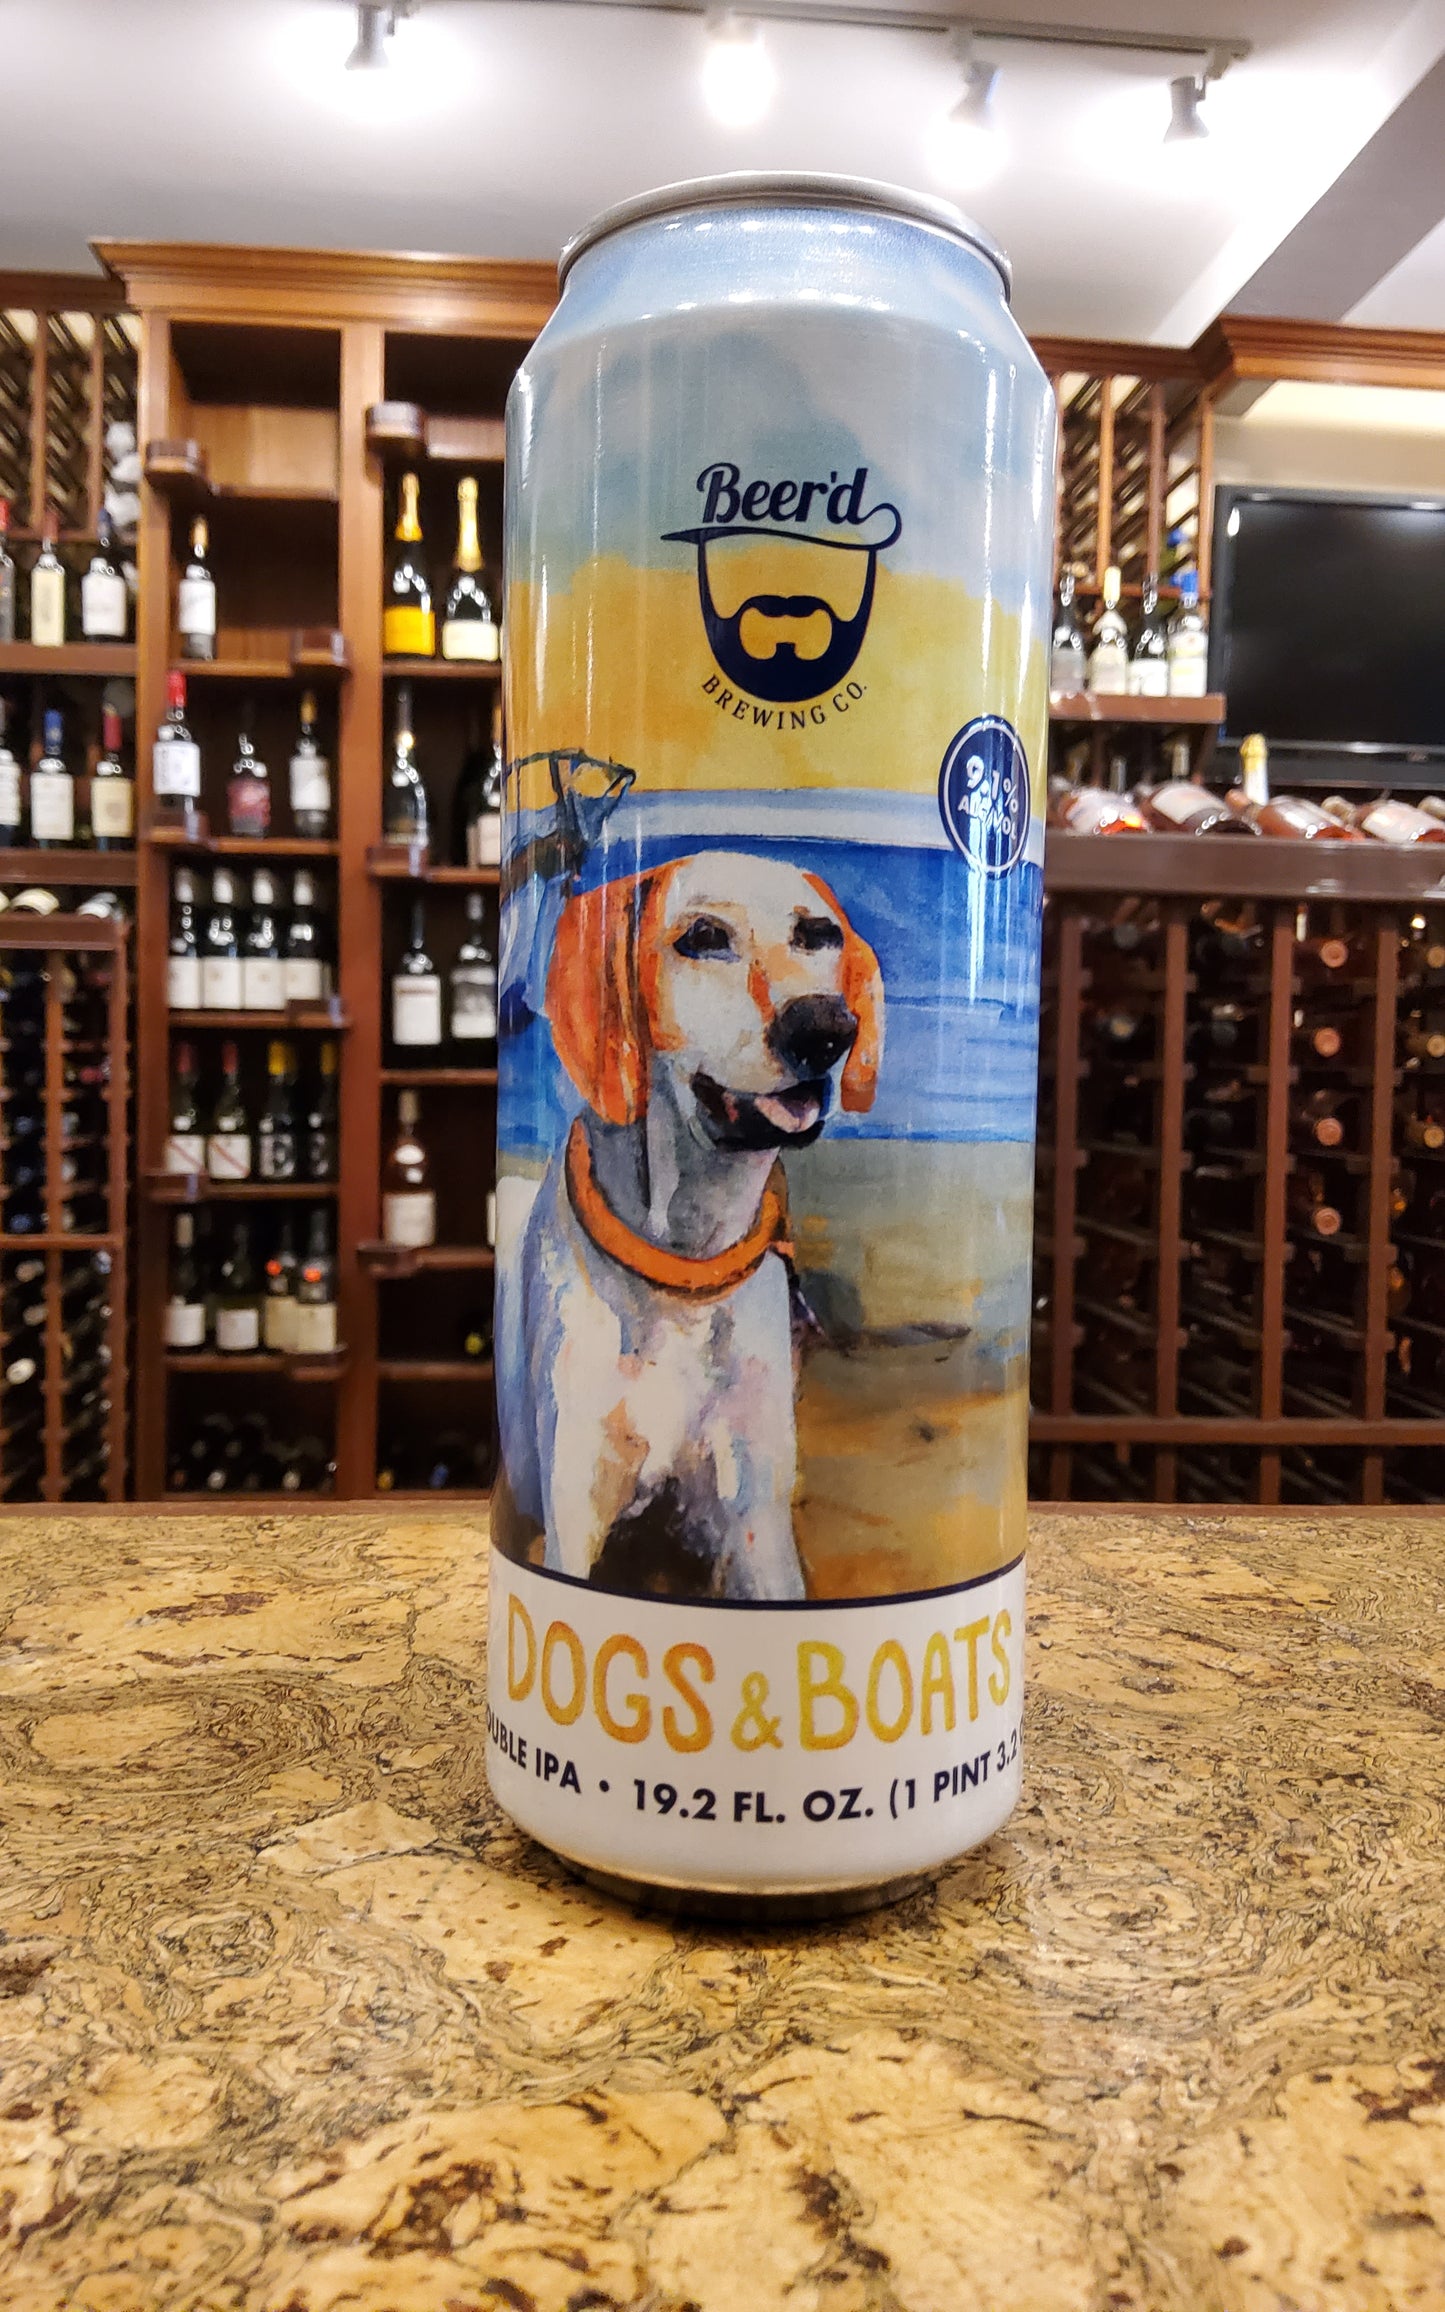 Beer'd
BREWING CO.
9.1%
ALC/VOL
DOGS & BOATS
OUBLE IPA • 19.2 FL. OZ. (1 PINT 3.2